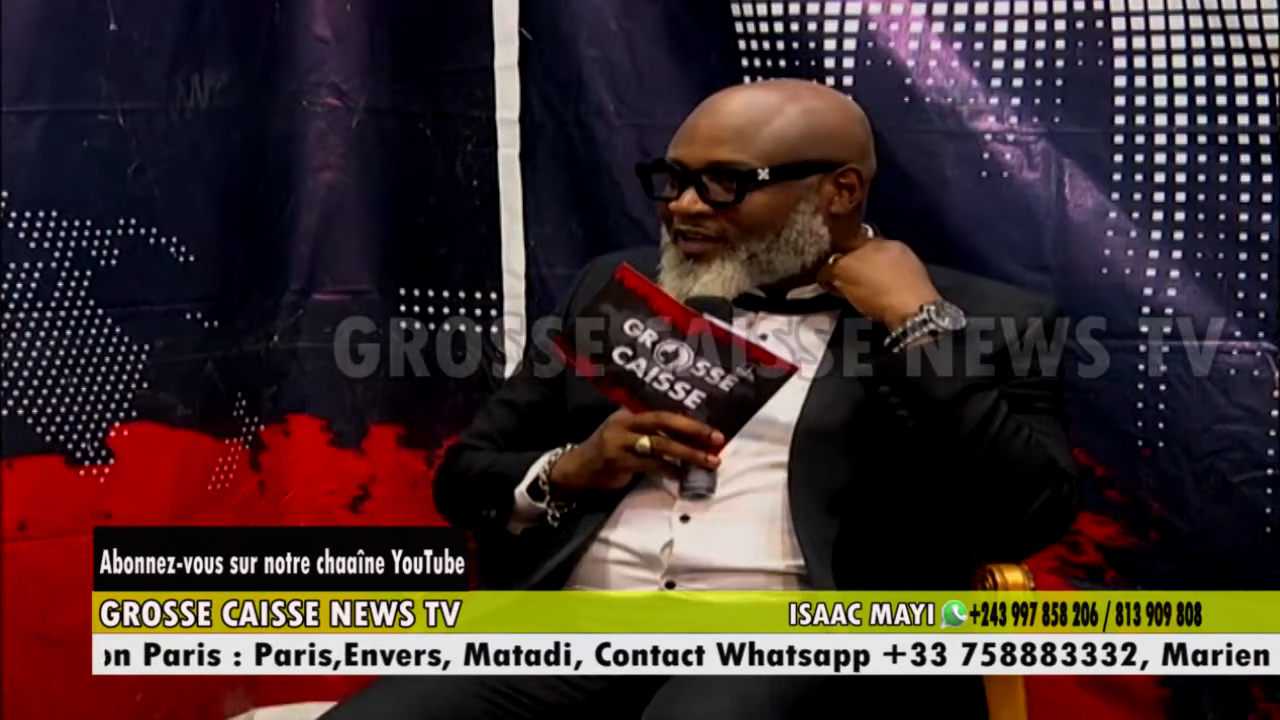 GROSSE CAISSE NEWS TV
GROSSE
CAISSE
Abonnez-vous sur notre chaaîne YouTube
GROSSE CAISSE NEWS TV
ISAAC MAYI +243 997 858 206 / 813 909 808
Paris : Paris,Envers, Matadi, Contact Whatsapp +33 758883332, Marien